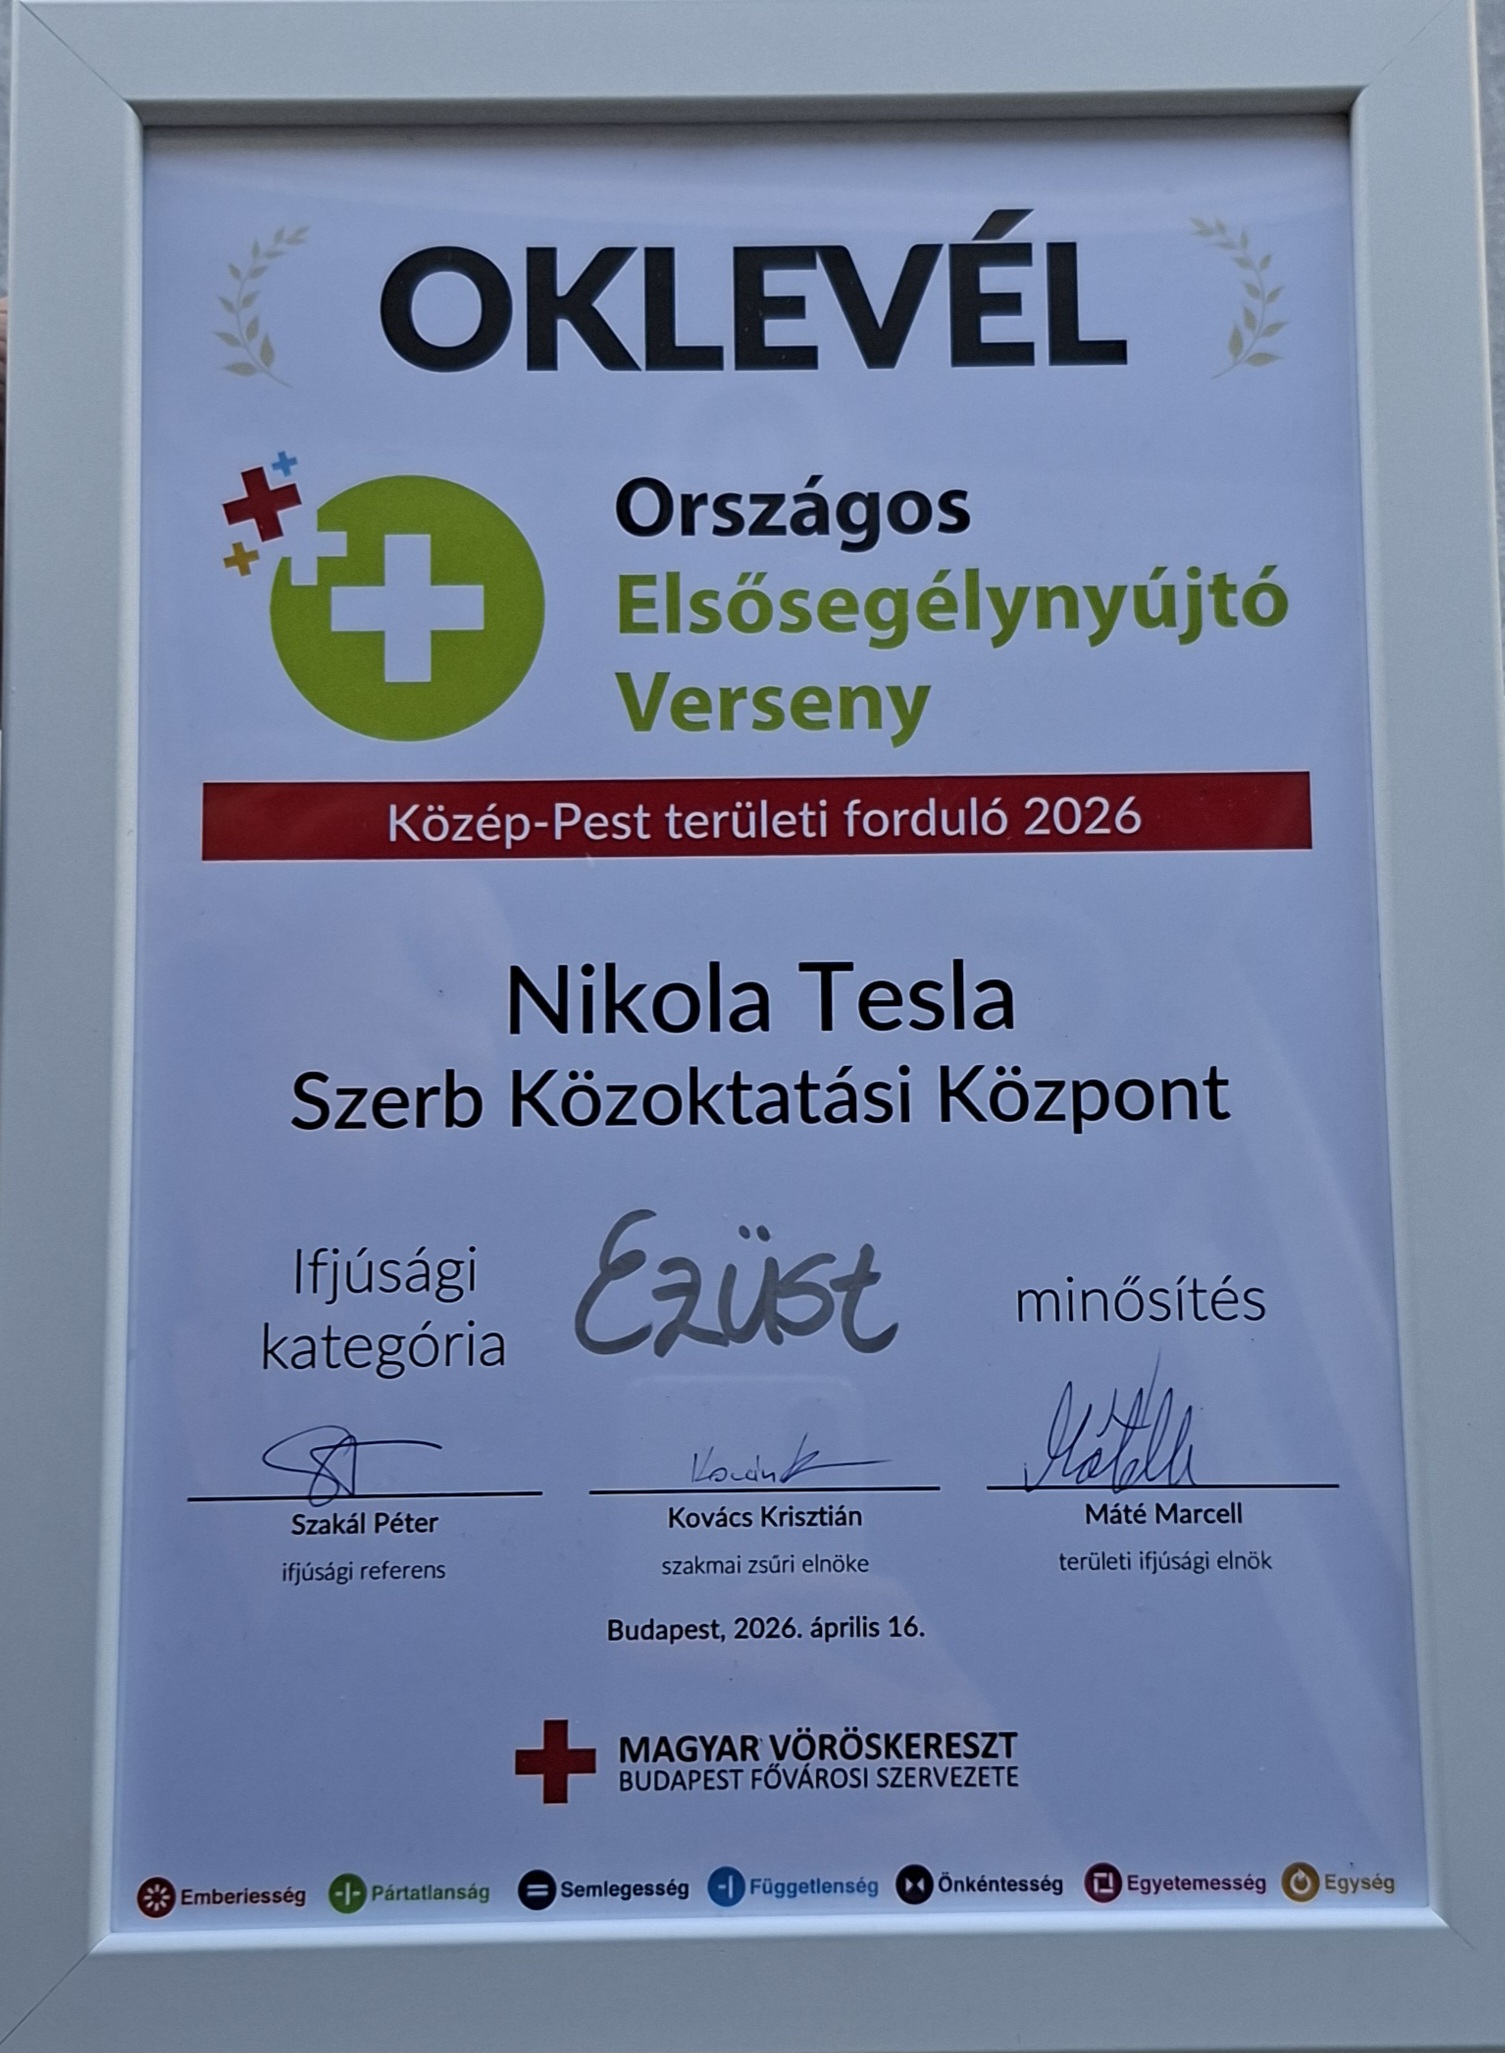 OKLEVÉL
Országos
Elsősegélynyújtó
Verseny
Közép-Pest területi forduló 2026
Nikola Tesla
Szerb Közoktatási Központ
Ifjúsági
kategória
Ezüst
minősítés
Szakál Péter
ifjúsági referens
Kovács Krisztián
szakmai zsűri elnöke
Máté Marcell
területi ifjúsági elnök
Budapest, 2026. április 16.
MAGYAR VÖRÖSKERESZT
BUDAPEST FŐVÁROSI SZERVEZETE
Emberiesség Pártatlanság Semlegesség Függetlenség Önkéntesség Egyetemesség Egység